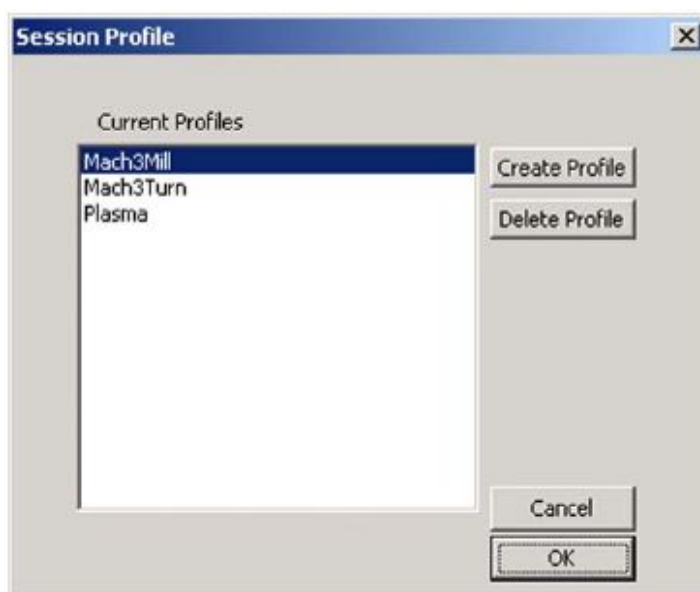 Session Profile
Current Profiles
Mach3Mill
Mach3Turn
Plasma
Create Profile
Delete Profile
Cancel
OK